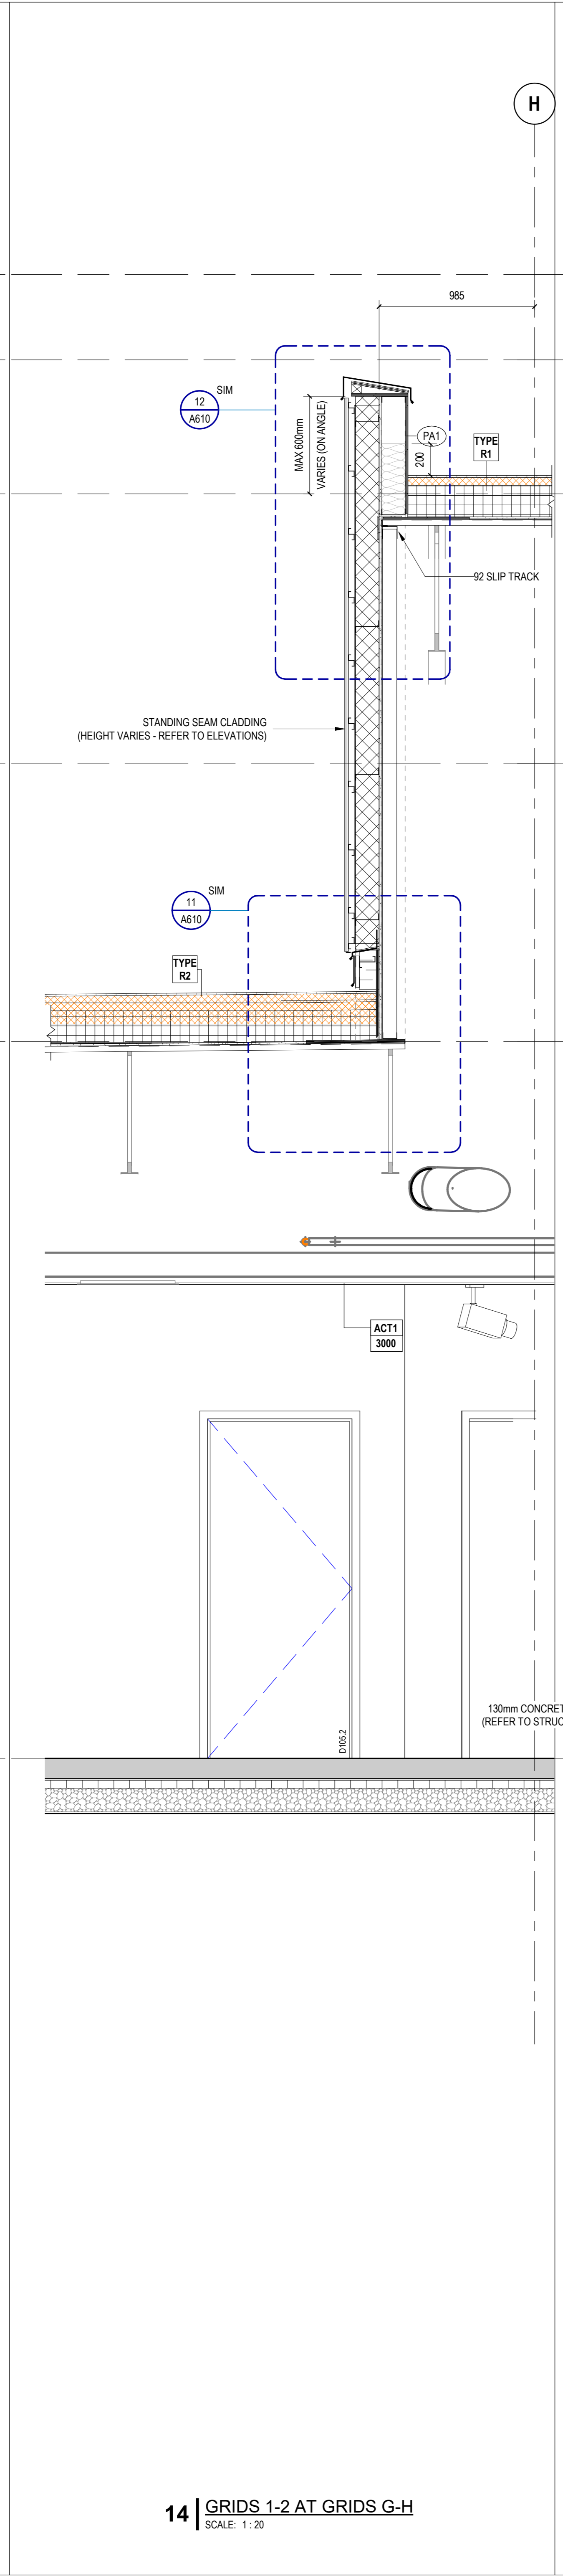 H
985
SIM
12
A610
MAX 600mm
VARIES (ON ANGLE)
PA1
200
TYPE
R1
92 SLIP TRACK
STANDING SEAM CLADDING
(HEIGHT VARIES - REFER TO ELEVATIONS)
SIM
11
A610
TYPE
R2
ACT1
3000
D105.2
130mm CONCRET
(REFER TO STRUC
14
GRIDS 1-2 AT GRIDS G-H
SCALE: 1 : 20